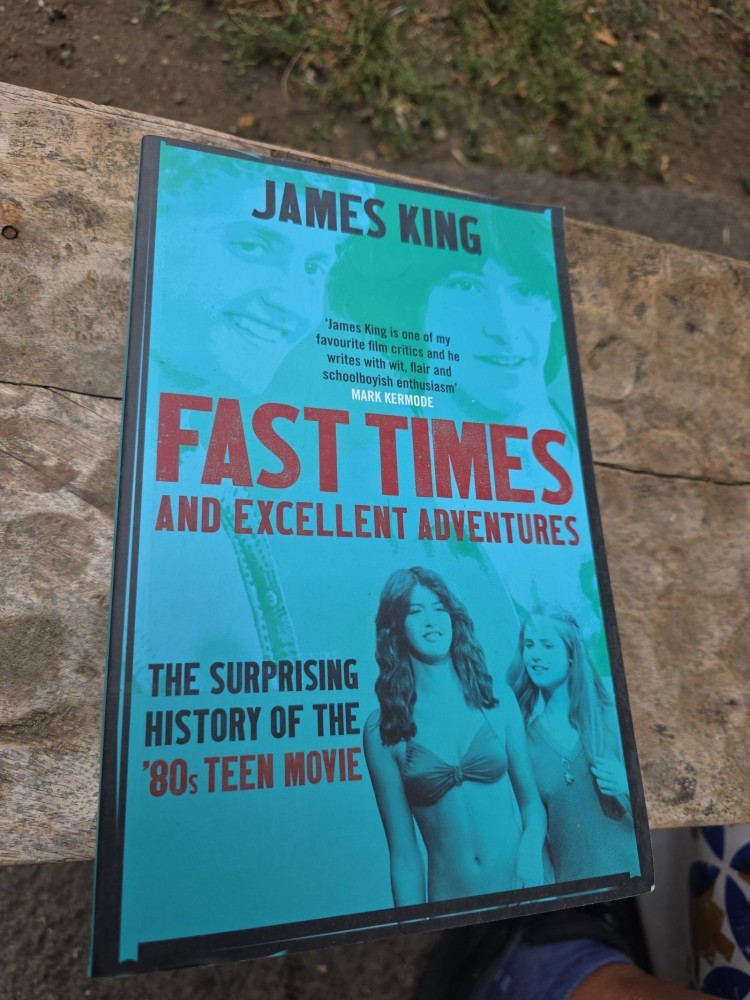 JAMES KING
'James King is one of my
favourite film critics and he
writes with wit, flair and
schoolboyish enthusiasm'
MARK KERMODE
FAST TIMES
AND EXCELLENT ADVENTURES
THE SURPRISING
HISTORY OF THE
'80s TEEN MOVIE